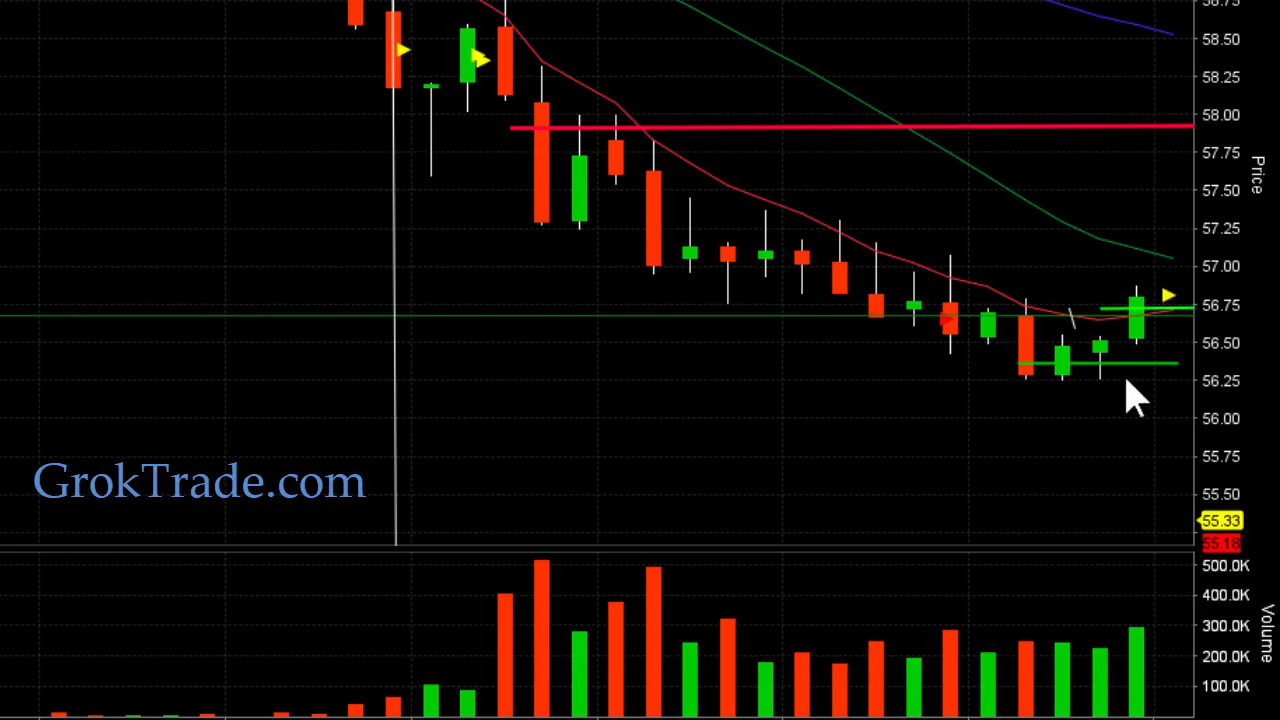 58.75
58.50
58.25
58.00
57.75
57.50
57.25
57.00
56.75
56.50
56.25
56.00
55.75
55.50
55.33
55.18
Price
GrokTrade.com
500.0K
400.0K
300.0K
200.0K
100.0K
Volume